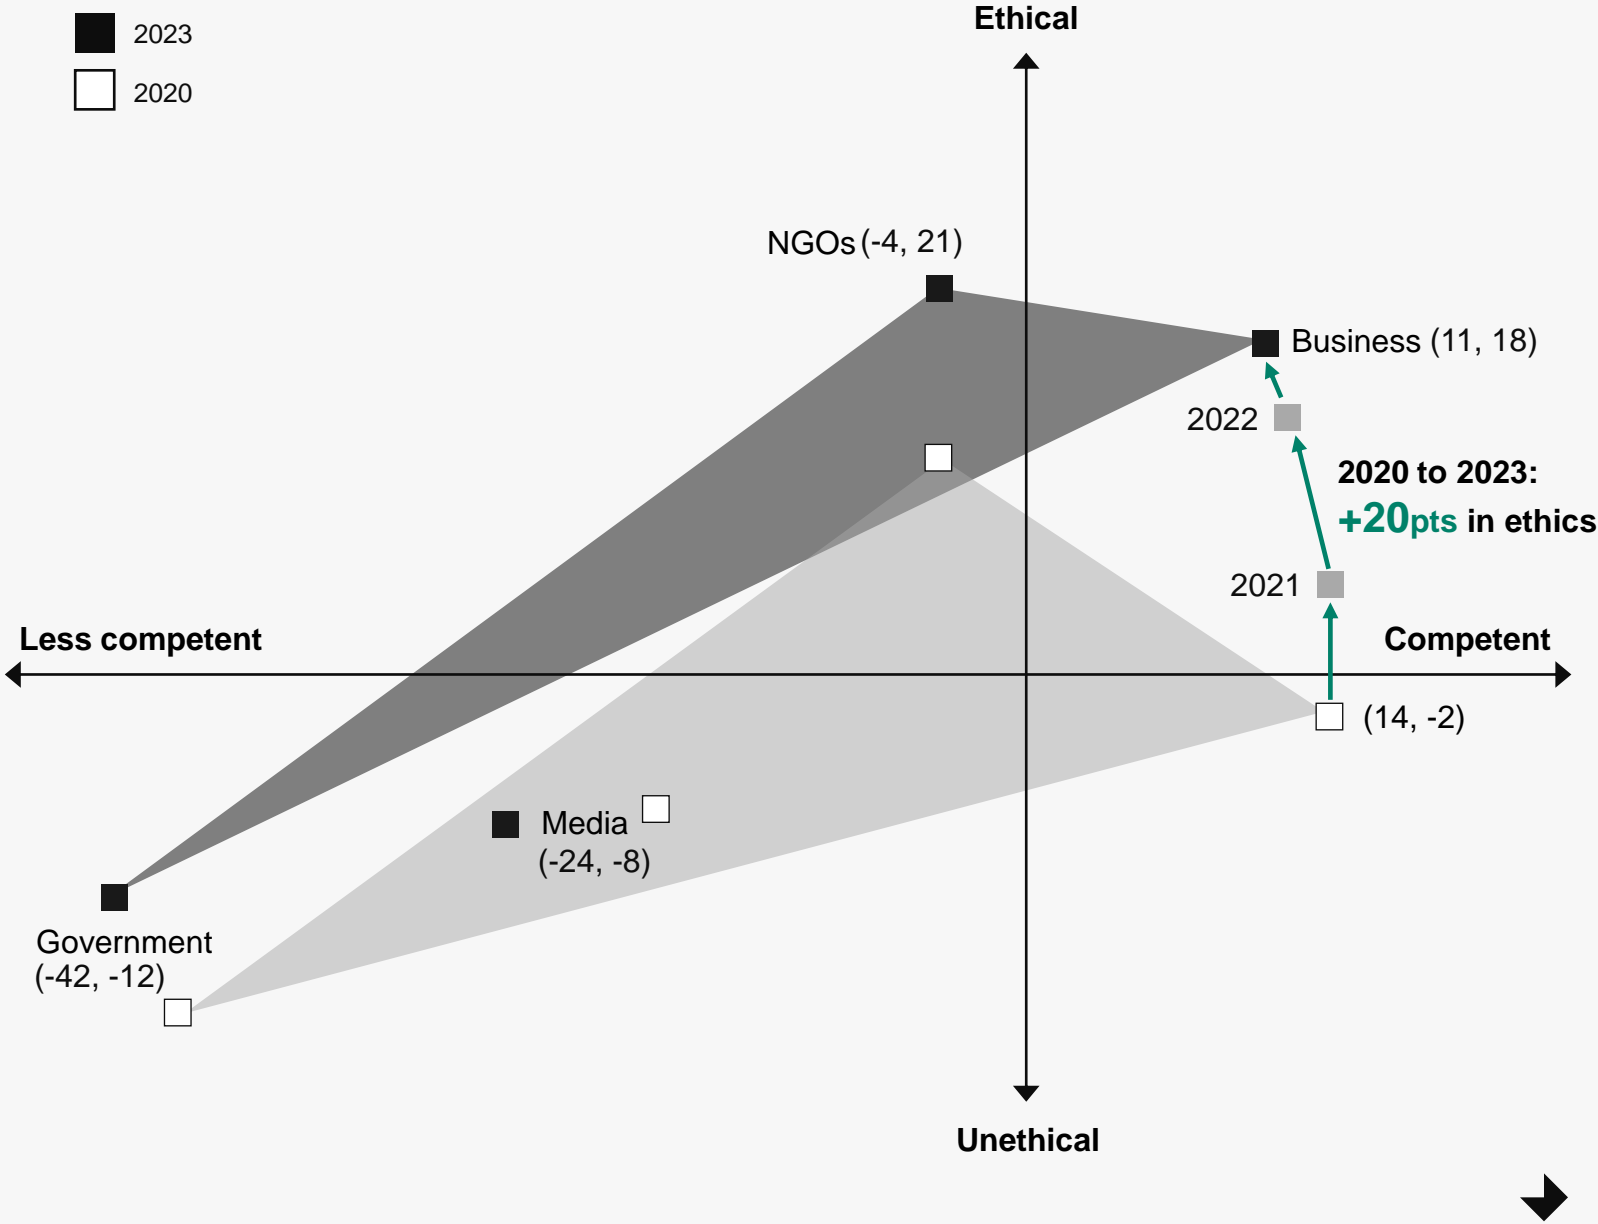 2023
2020
Ethical
NGOs (-4, 21)
Business (11, 18)
2022
2020 to 2023:
+20pts in ethics
2021
Less competent
Competent
(14, -2)
Media
(-24, -8)
Government
(-42, -12)
Unethical